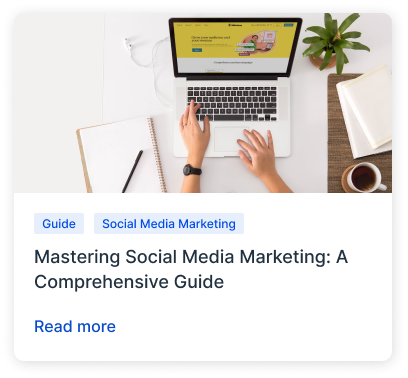 Guide
Social Media Marketing
Mastering Social Media Marketing: A
Comprehensive Guide
Read more